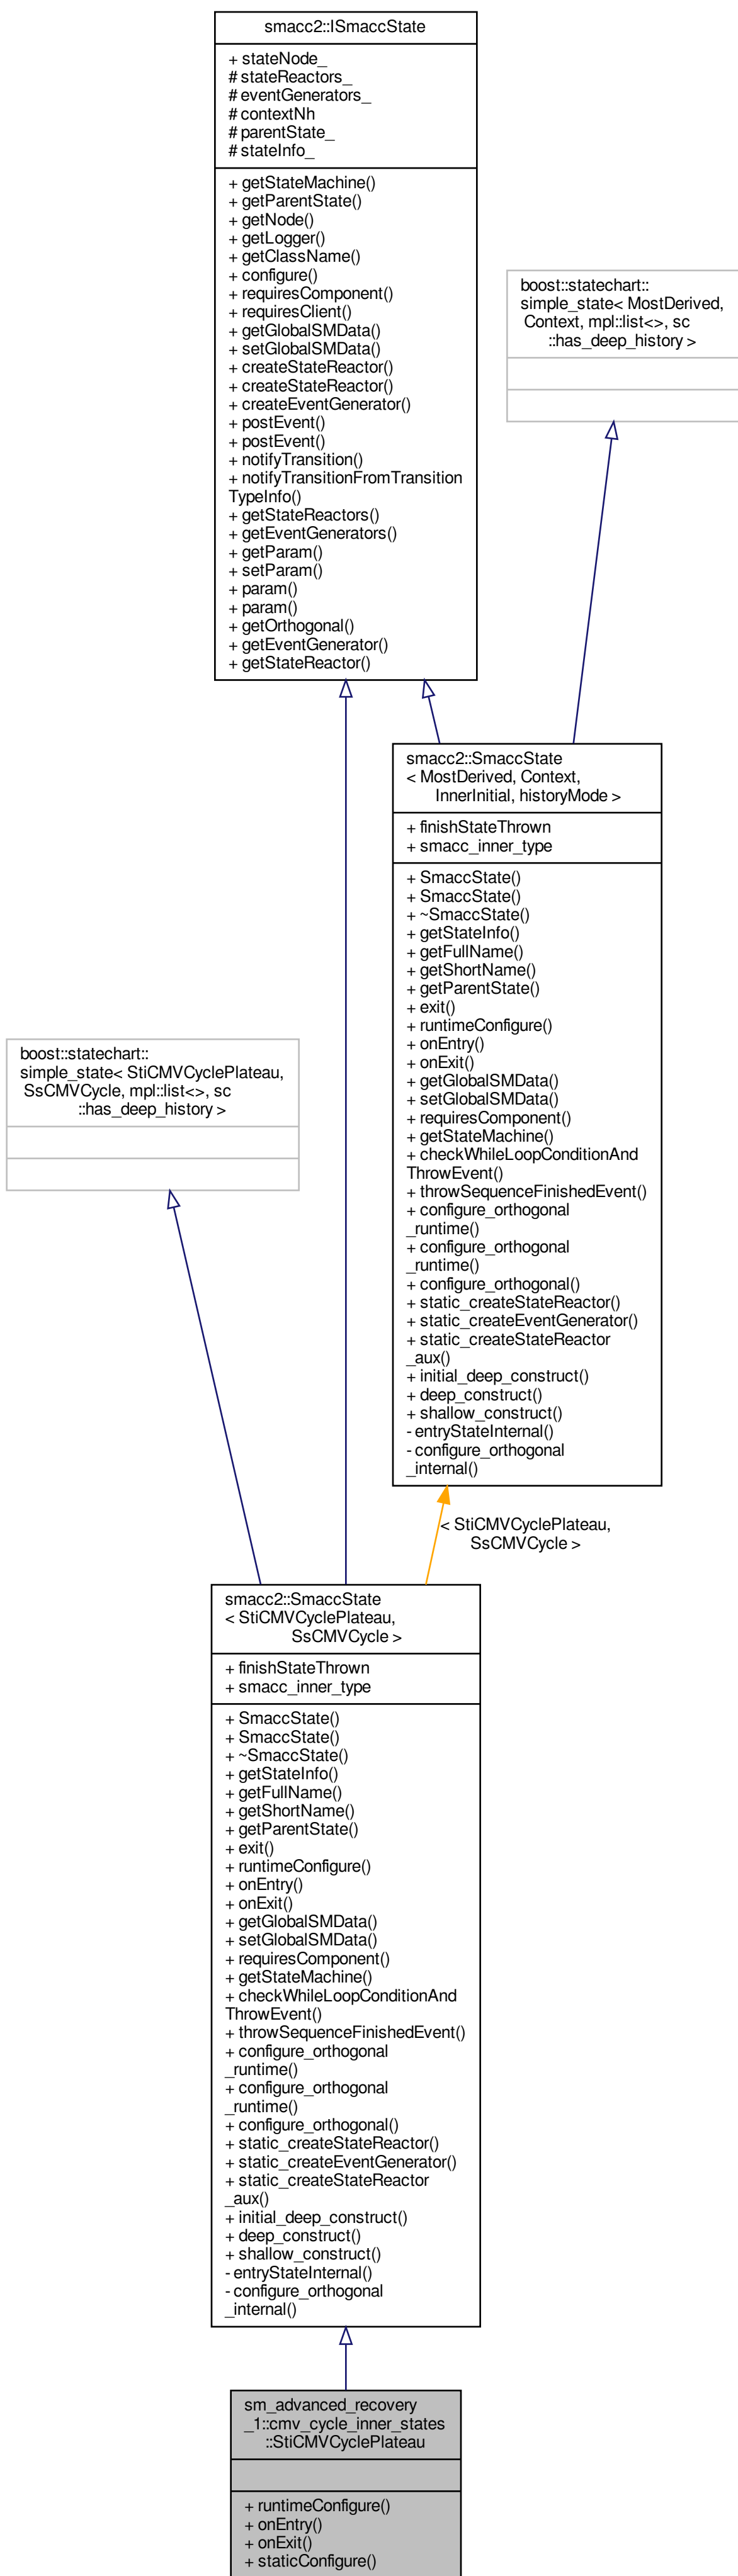 smacc2::ISmaccState
+ stateNode_
# stateReactors_
# eventGenerators_
# contextNh
# parentState_
# stateInfo_
+ getStateMachine()
+ getParentState()
+ getNode()
+ getLogger()
+ getClassName()
+ configure()
+ requiresComponent()
+ requiresClient()
+ getGlobalSMData()
+ setGlobalSMData()
+ createStateReactor()
+ createStateReactor()
+ createEventGenerator()
+ postEvent()
+ postEvent()
+ notifyTransition()
+ notifyTransitionFromTransition
TypeInfo()
+ getStateReactors()
+ getEventGenerators()
+ getParam()
+ setParam()
+ param()
+ param()
+ getOrthogonal()
+ getEventGenerator()
+ getStateReactor()
boost::statechart::
simple_state< MostDerived,
Context, mpl::list<>, sc
::has_deep_history >
smacc2::SmaccState
< MostDerived, Context,
InnerInitial, historyMode >
+ finishStateThrown
+ smacc_inner_type
+ SmaccState()
+ SmaccState()
+ ~SmaccState()
+ getStateInfo()
+ getFullName()
+ getShortName()
+ getParentState()
+ exit()
+ runtimeConfigure()
+ onEntry()
+ onExit()
+ getGlobalSMData()
+ setGlobalSMData()
+ requiresComponent()
+ getStateMachine()
+ checkWhileLoopConditionAnd
ThrowEvent()
+ throwSequenceFinishedEvent()
+ configure_orthogonal
_runtime()
+ configure_orthogonal
_runtime()
+ configure_orthogonal()
+ static_createStateReactor()
+ static_createEventGenerator()
+ static_createStateReactor
_aux()
+ initial_deep_construct()
+ deep_construct()
+ shallow_construct()
- entryStateInternal()
- configure_orthogonal
_internal()
boost::statechart::
simple_state< StiCMVCyclePlateau,
SsCMVCycle, mpl::list<>, sc
::has_deep_history >
< StiCMVCyclePlateau,
SsCMVCycle >
smacc2::SmaccState
< StiCMVCyclePlateau,
SsCMVCycle >
+ finishStateThrown
+ smacc_inner_type
+ SmaccState()
+ SmaccState()
+ ~SmaccState()
+ getStateInfo()
+ getFullName()
+ getShortName()
+ getParentState()
+ exit()
+ runtimeConfigure()
+ onEntry()
+ onExit()
+ getGlobalSMData()
+ setGlobalSMData()
+ requiresComponent()
+ getStateMachine()
+ checkWhileLoopConditionAnd
ThrowEvent()
+ throwSequenceFinishedEvent()
+ configure_orthogonal
_runtime()
+ configure_orthogonal
_runtime()
+ configure_orthogonal()
+ static_createStateReactor()
+ static_createEventGenerator()
+ static_createStateReactor
_aux()
+ initial_deep_construct()
+ deep_construct()
+ shallow_construct()
- entryStateInternal()
- configure_orthogonal
_internal()
sm_advanced_recovery
_1::cmv_cycle_inner_states
::StiCMVCyclePlateau
+ runtimeConfigure()
+ onEntry()
+ onExit()
+ staticConfigure()